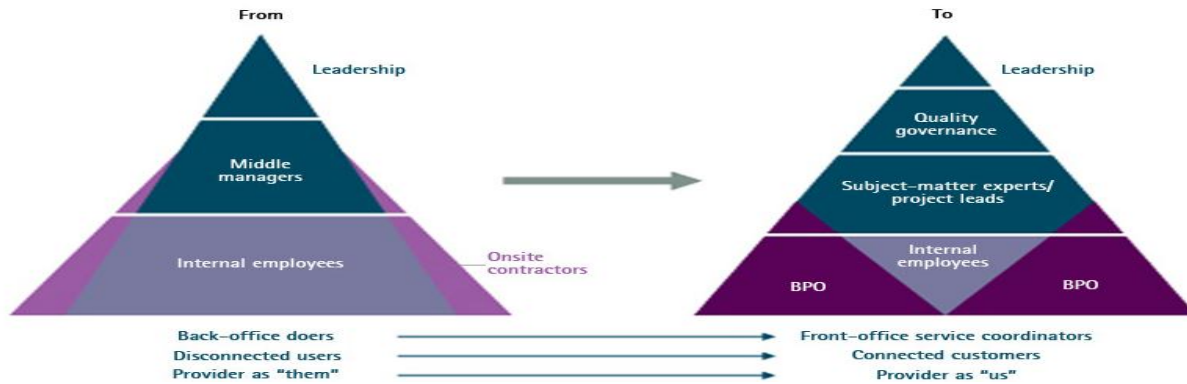 From
To
Leadership
Leadership
Quality
governance
Middle
managers
Subject-matter experts/
project leads
Internal employees
Onsite
contractors
Internal
employees
BPO
BPO
Back-office doers
Front-office service coordinators
Disconnected users
Connected customers
Provider as "them"
Provider as "us"